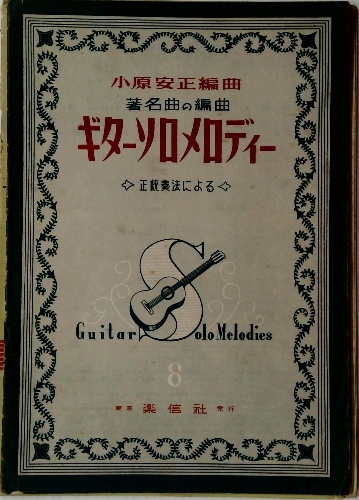 小原安正編曲
著名曲の編曲
ギターソロメロディー
正統奏法による
Guitar Solo Melodies
8
東京 楽信社 発行